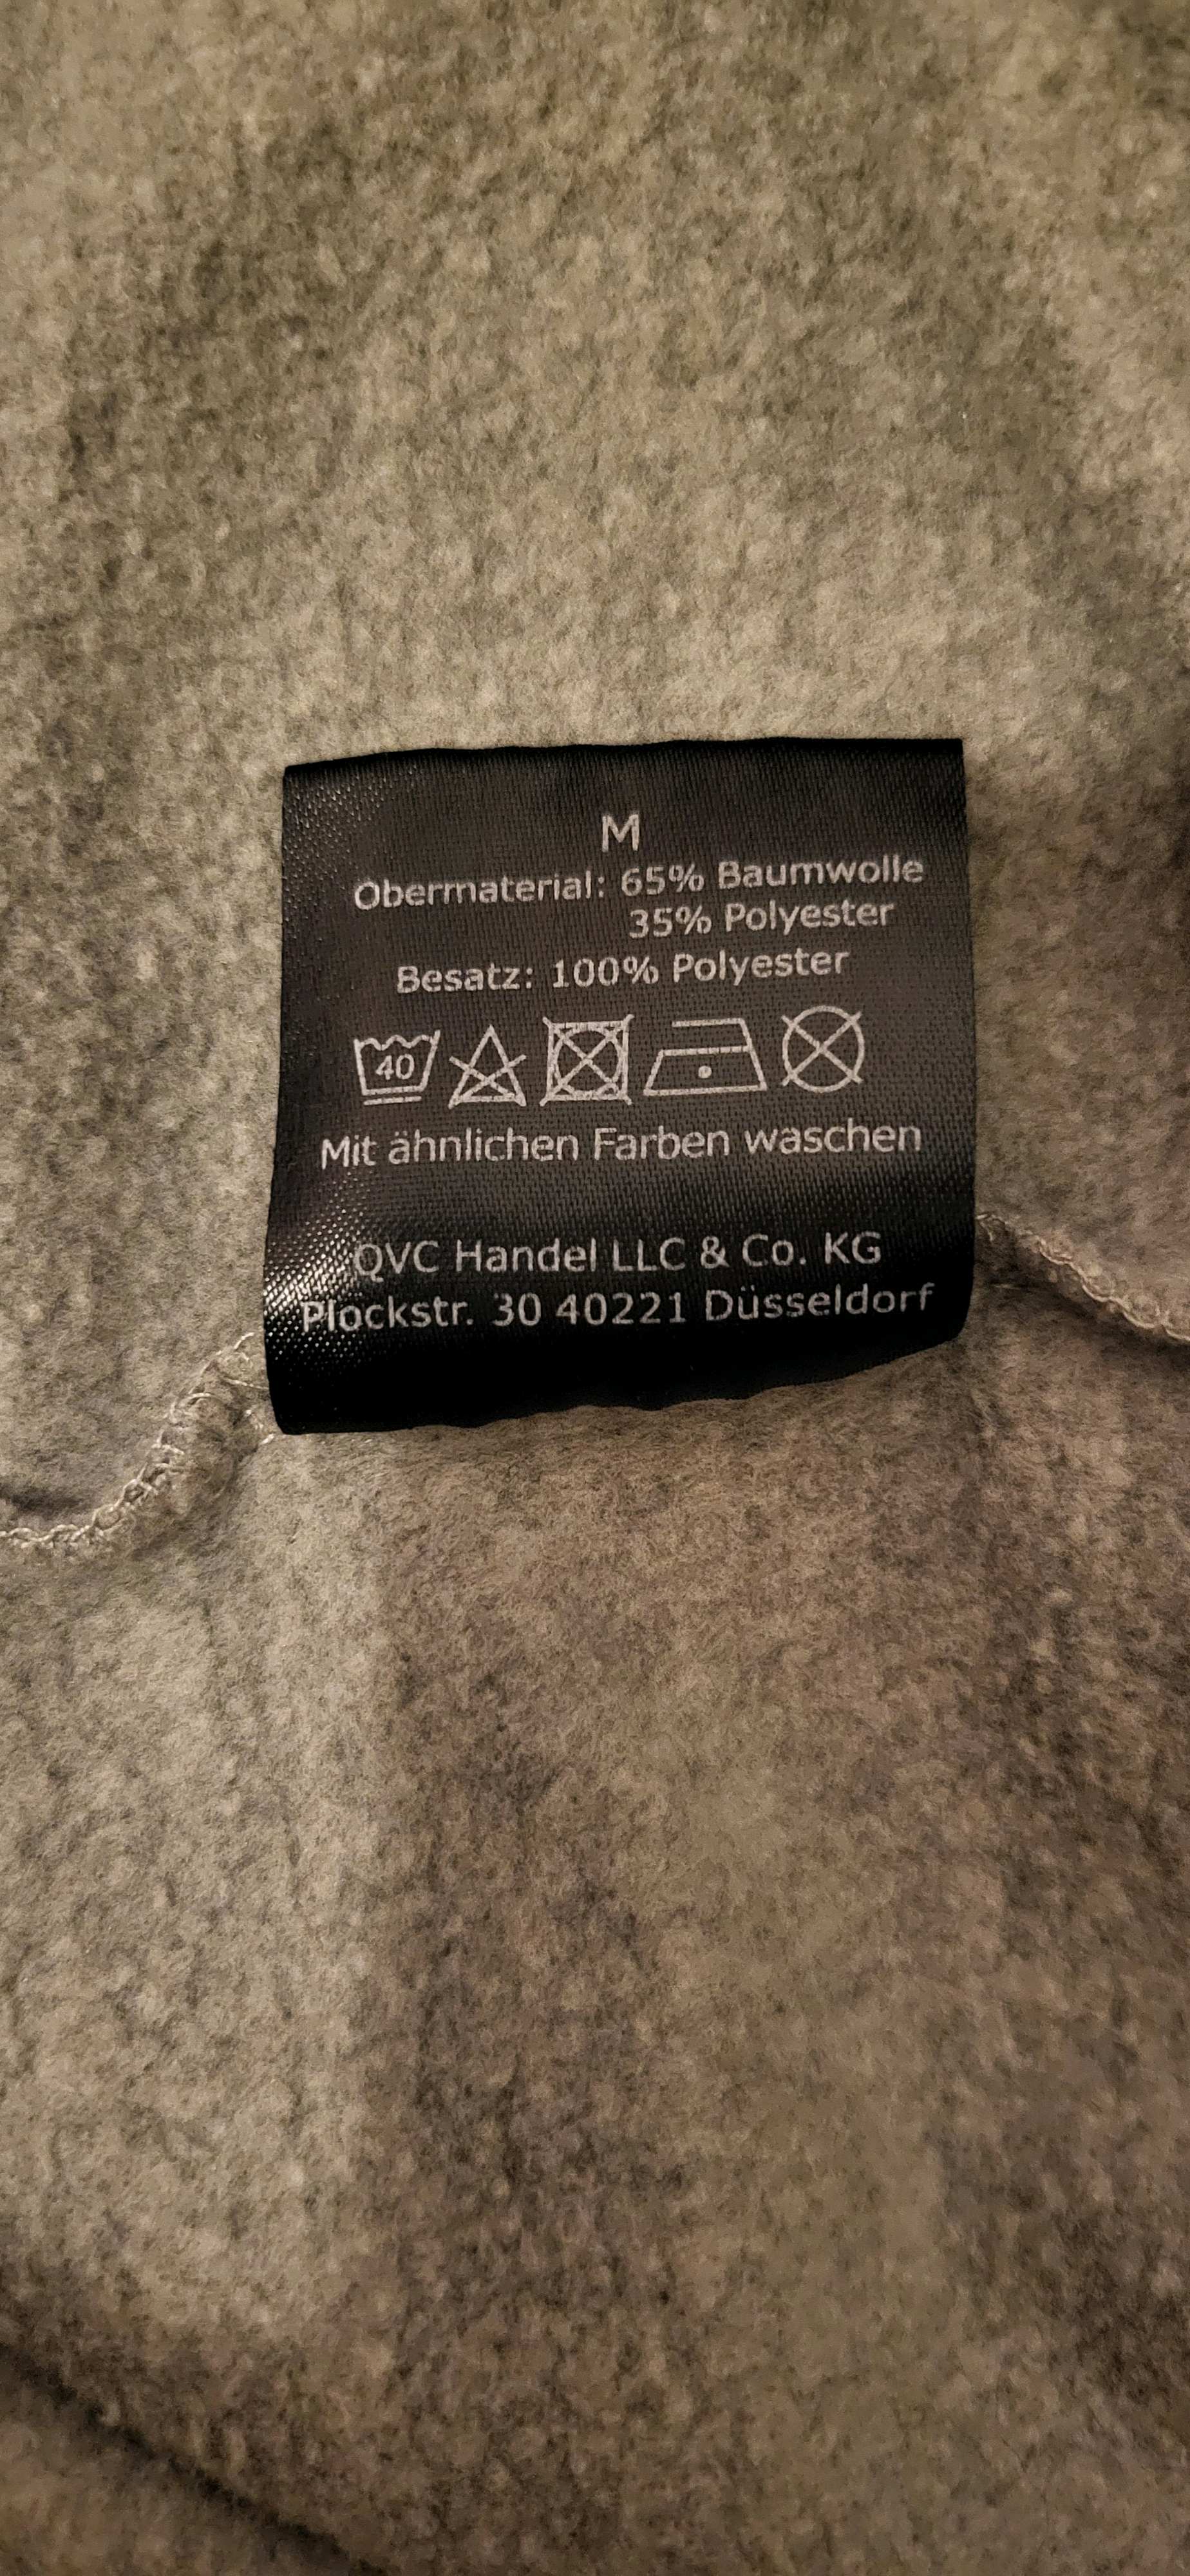 M
Obermaterial: 65% Baumwolle
35% Polyester
Besatz: 100% Polyester
40
Mit ähnlichen Farben waschen
QVC Handel LLC & Co. KG
Plockstr. 30 40221 Düsseldorf